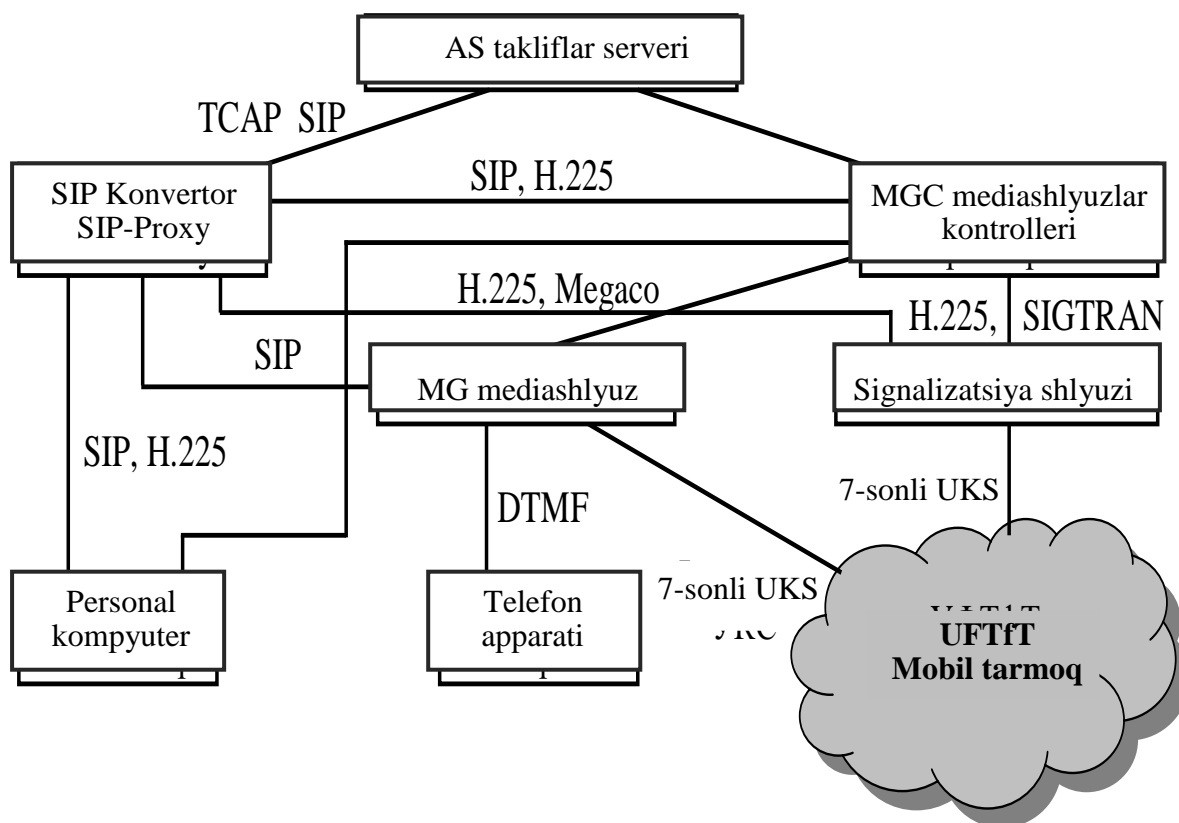 AS takliflar serveri
TCAP SIP
SIP Konvertor
SIP-Proxy
SIP, H.225
MGC mediashlyuzlar
kontrolleri
H.225, Megaco
H.225, SIGTRAN
SIP
MG mediashlyuz
Signalizatsiya shlyuzi
SIP, H.225
7-sonli UKS
DTMF
Personal
kompyuter
Telefon
apparati
7-sonli UKS
UFTfT
Mobil tarmoq